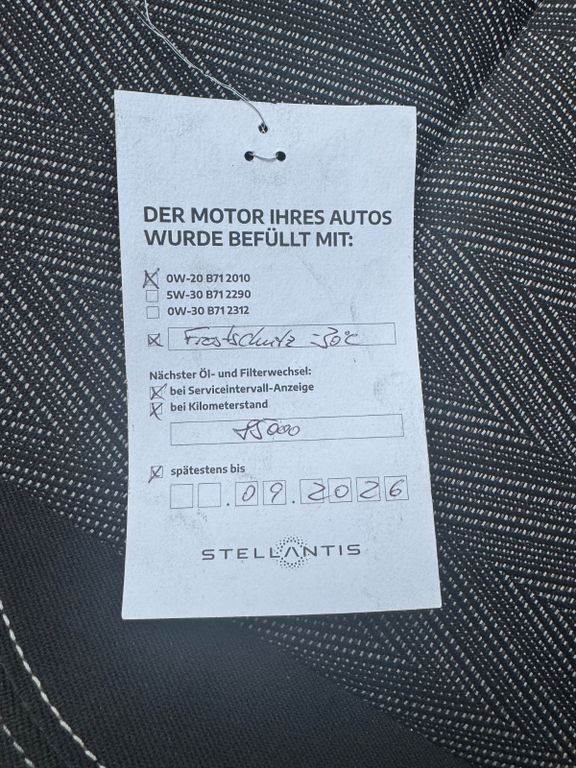 DER MOTOR IHRES AUTOS
WURDE BEFÜLLT MIT:
0W-20 B71 2010
5W-30 B71 2290
0W-30 B71 2312
Frostschutz -30°C
Nächster Öl- und Filterwechsel:
bei Serviceintervall-Anzeige
bei Kilometerstand
spätestens bis
.09.2026
STELLANTIS